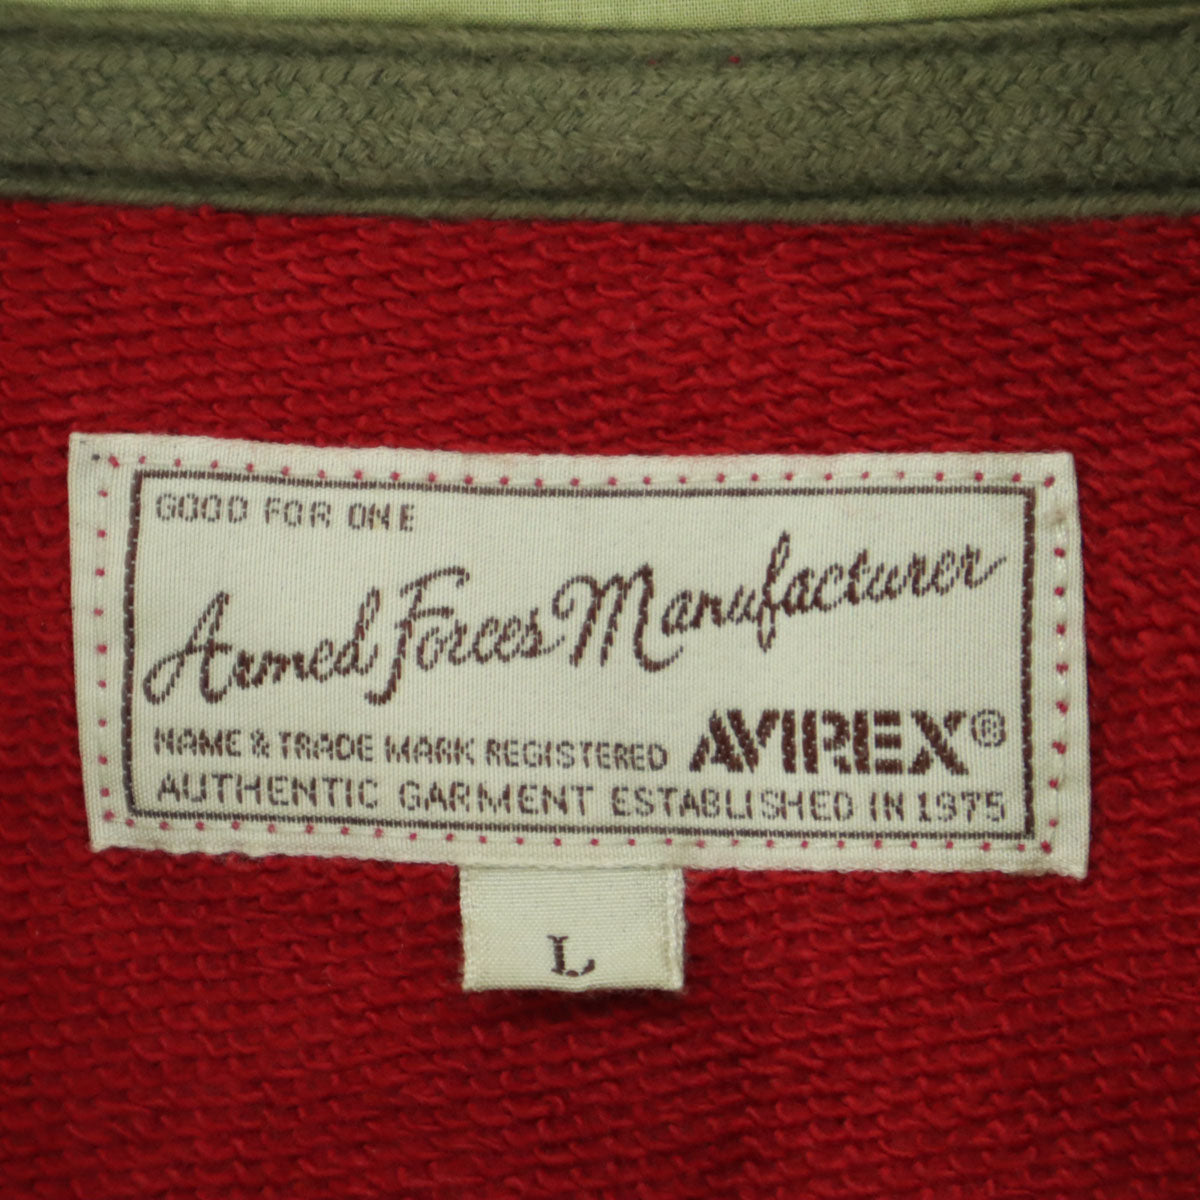 GOOD FOR ONE
Armed Forces Manufacturer
NAME & TRADE MARK REGISTERED AVIREX®
AUTHENTIC GARMENT ESTABLISHED IN 1975
L